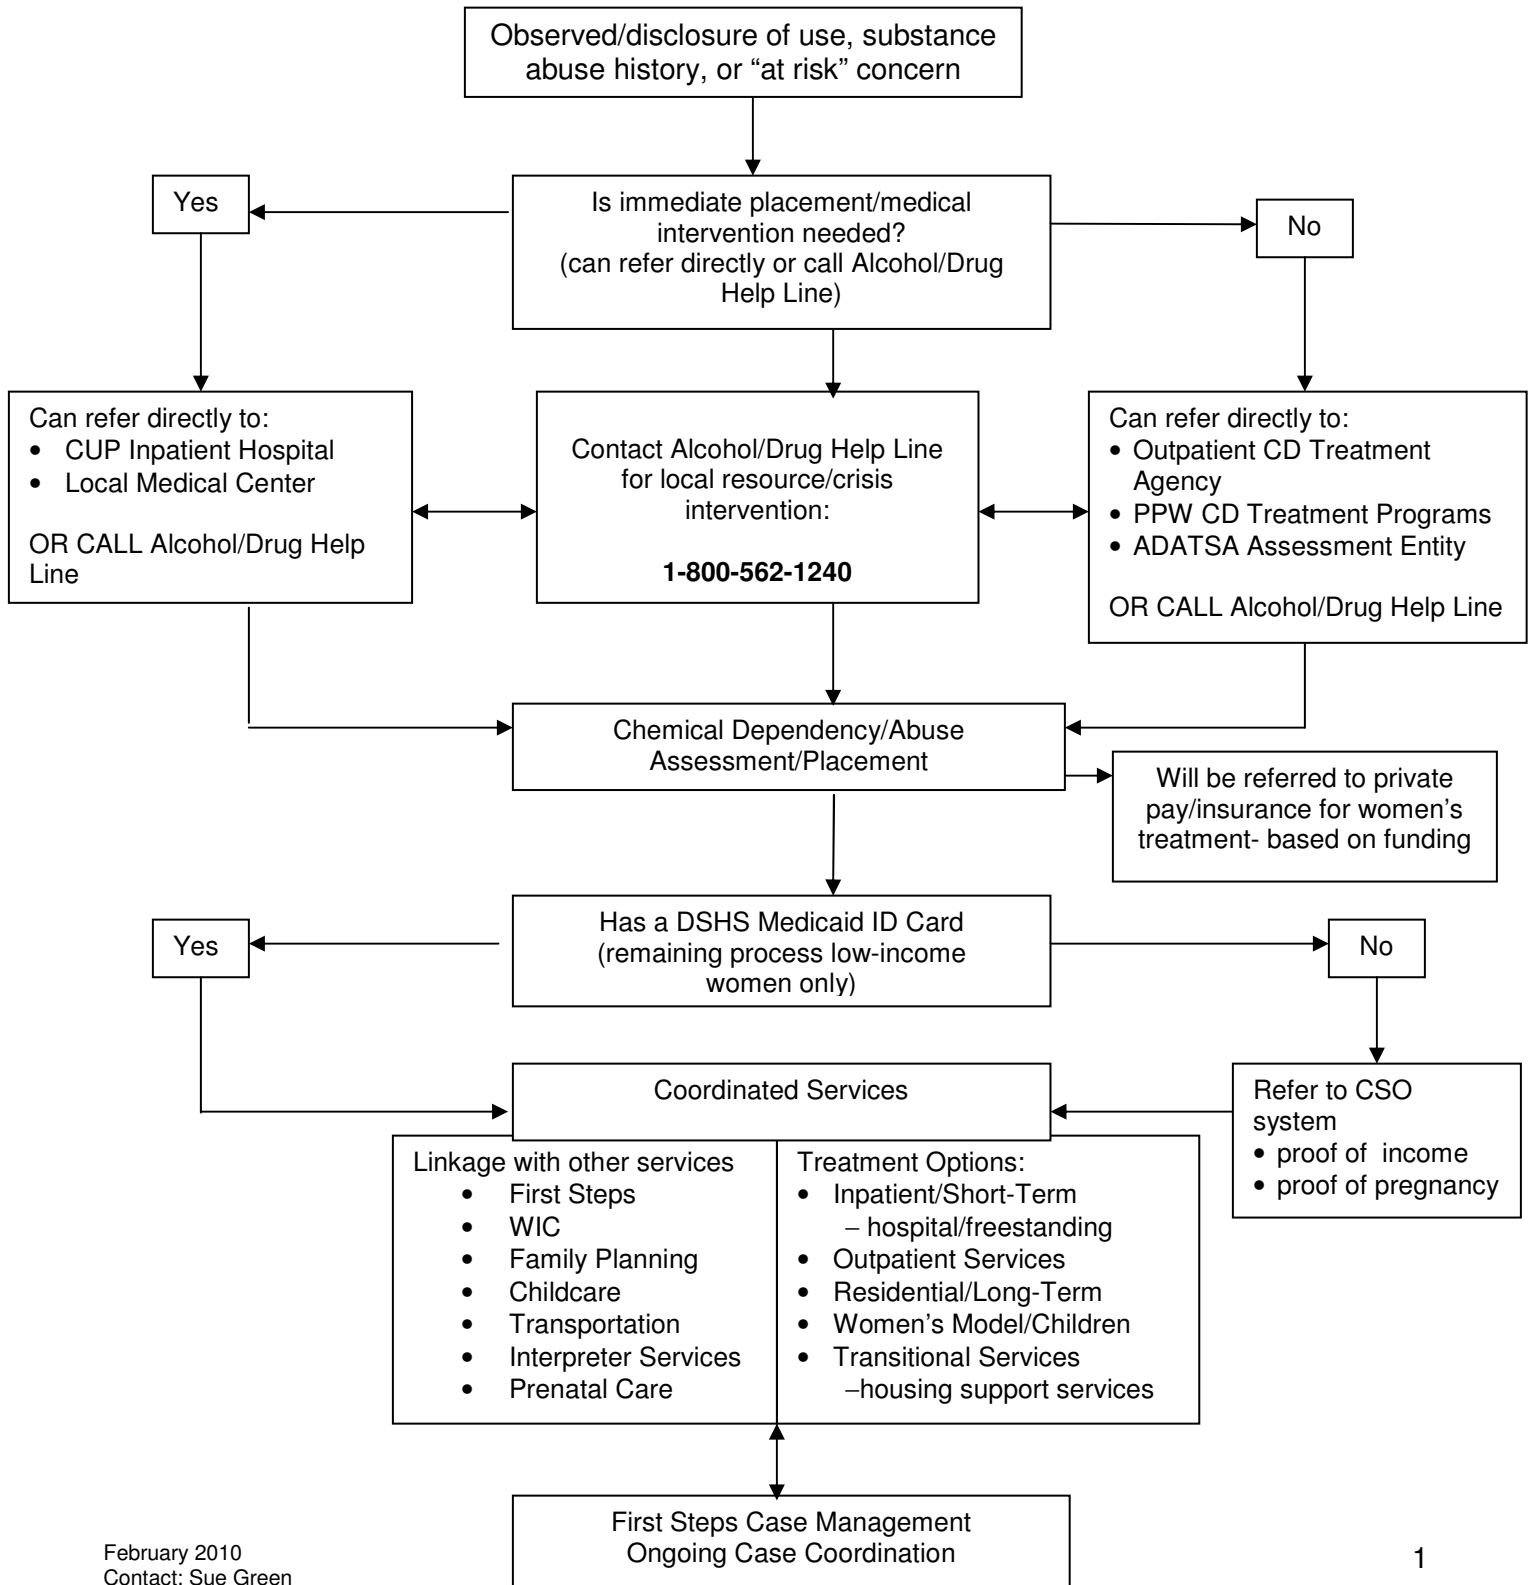 Observed/disclosure of use, substance
abuse history, or “at risk” concern
Yes
Is immediate placement/medical
intervention needed?
(can refer directly or call Alcohol/Drug
Help Line)
No
Can refer directly to:
• CUP Inpatient Hospital
• Local Medical Center
OR CALL Alcohol/Drug Help
Line
Contact Alcohol/Drug Help Line
for local resource/crisis
intervention:
1-800-562-1240
Can refer directly to:
• Outpatient CD Treatment
Agency
• PPW CD Treatment Programs
• ADATSA Assessment Entity
OR CALL Alcohol/Drug Help Line
Chemical Dependency/Abuse
Assessment/Placement
Will be referred to private
pay/insurance for women’s
treatment- based on funding
Yes
Has a DSHS Medicaid ID Card
(remaining process low-income
women only)
No
Coordinated Services
Refer to CSO
system
• proof of income
• proof of pregnancy
Linkage with other services
• First Steps
• WIC
• Family Planning
• Childcare
• Transportation
• Interpreter Services
• Prenatal Care
Treatment Options:
• Inpatient/Short-Term
– hospital/freestanding
• Outpatient Services
• Residential/Long-Term
• Women’s Model/Children
• Transitional Services
–housing support services
First Steps Case Management
Ongoing Case Coordination
February 2010
Contact: Sue Green
1